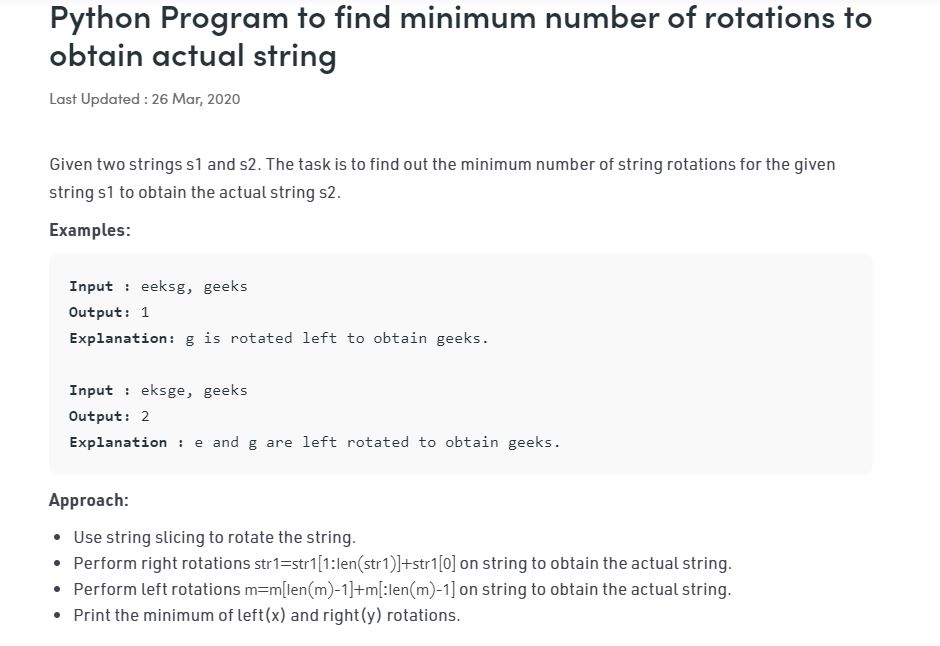 Python Program to find minimum number of rotations to
obtain actual string
Last Updated : 26 Mar, 2020
Given two strings s1 and s2. The task is to find out the minimum number of string rotations for the given
string s1 to obtain the actual string s2.
Examples:
Input : eeksg, geeks
Output: 1
Explanation: g is rotated left to obtain geeks.
Input : eksge, geeks
Output: 2
Explanation : e and g are left rotated to obtain geeks.
Approach:
• Use string slicing to rotate the string.
• Perform right rotations str1=str1[1:len(str1)]+str1[0] on string to obtain the actual string.
• Perform left rotations m=m[len(m)-1]+m[:len(m)-1] on string to obtain the actual string.
• Print the minimum of left(x) and right(y) rotations.